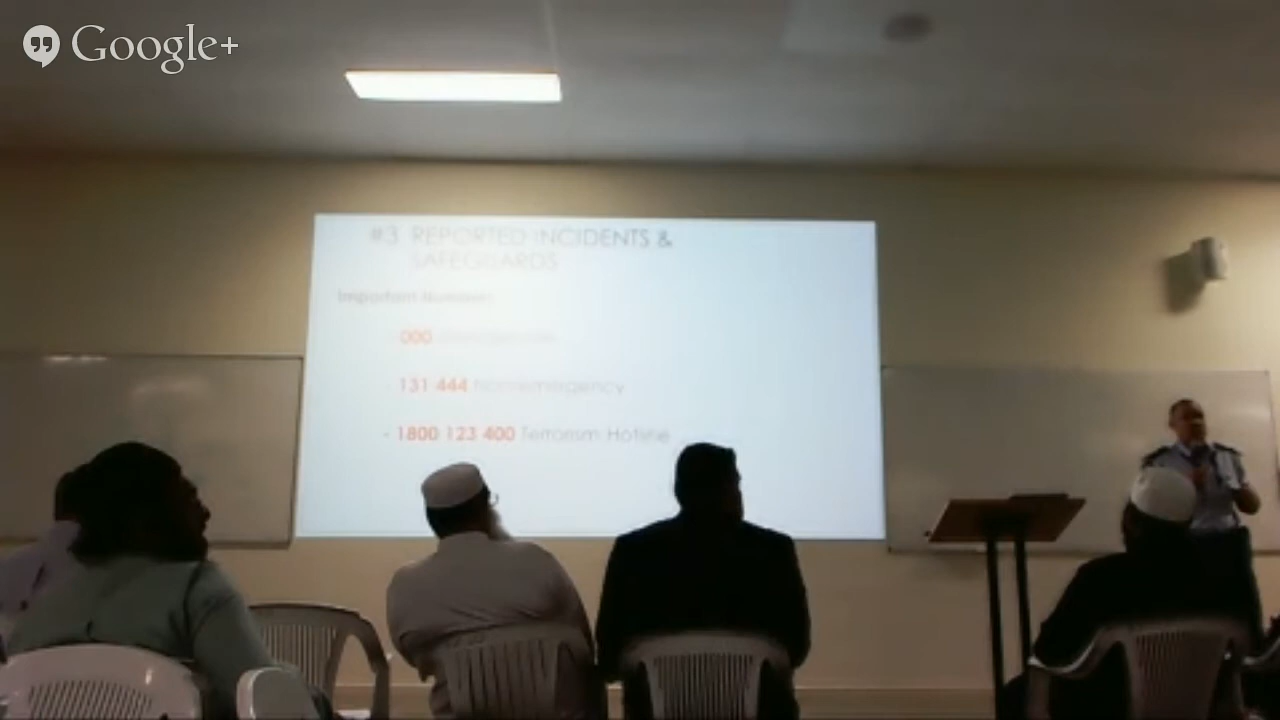 Google+
#3 REPORTED INCIDENTS &
SAFEGUARDS
Important Numbers
000
- 131 444 Non-emergency
- 1800 123 400 Terrorism Hotline